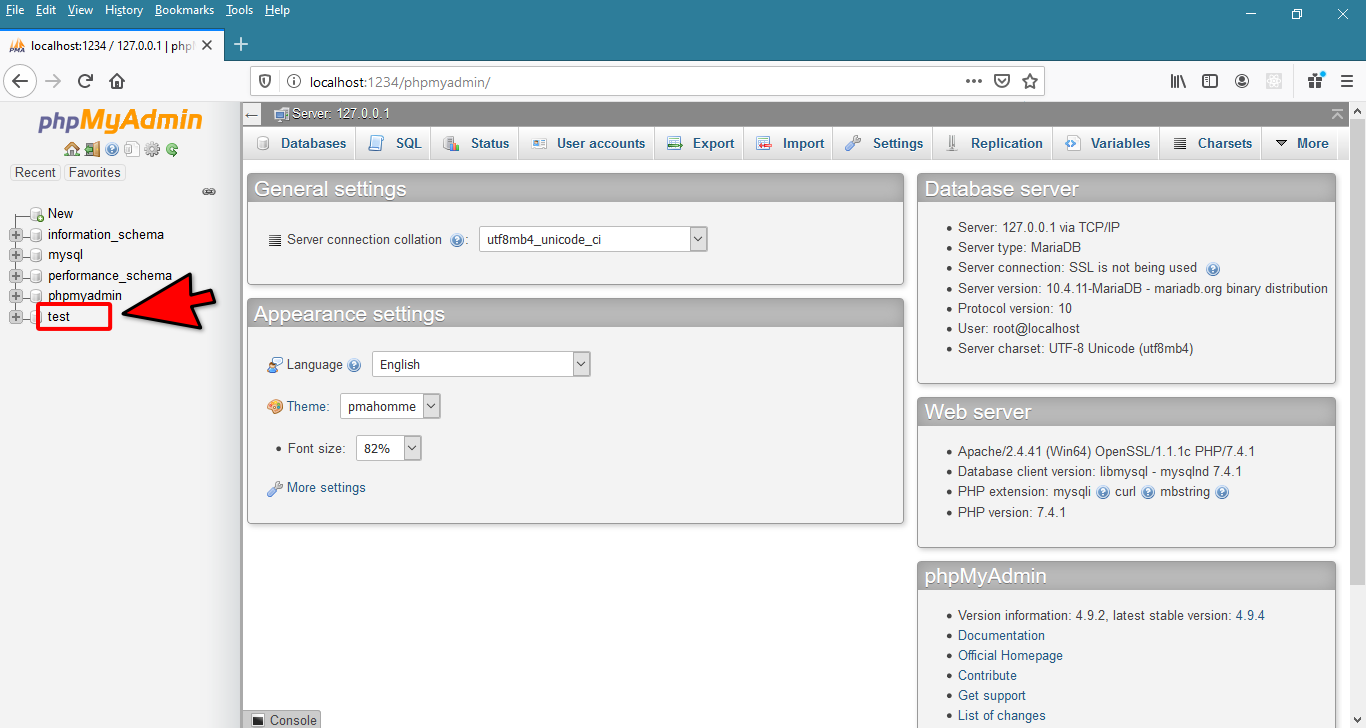 File Edit View History Bookmarks Tools Help
localhost:1234 / 127.0.0.1 | phpl
localhost:1234/phpmyadmin/
phpMyAdmin
Recent Favorites
New
information_schema
mysql
performance_schema
phpmyadmin
test
Server: 127.0.0.1
Databases SQL Status User accounts Export Import Settings Replication Variables Charsets More
General settings
Server connection collation : utf8mb4_unicode_ci
Appearance settings
Language English
Theme: pmahomme
Font size: 82%
More settings
Database server
Server: 127.0.0.1 via TCP/IP
Server type: MariaDB
Server connection: SSL is not being used
Server version: 10.4.11-MariaDB - mariadb.org binary distribution
Protocol version: 10
User: root@localhost
Server charset: UTF-8 Unicode (utf8mb4)
Web server
Apache/2.4.41 (Win64) OpenSSL/1.1.1c PHP/7.4.1
Database client version: libmysql - mysqlnd 7.4.1
PHP extension: mysqli curl mbstring
PHP version: 7.4.1
phpMyAdmin
Version information: 4.9.2, latest stable version: 4.9.4
Documentation
Official Homepage
Contribute
Get support
List of changes
Console